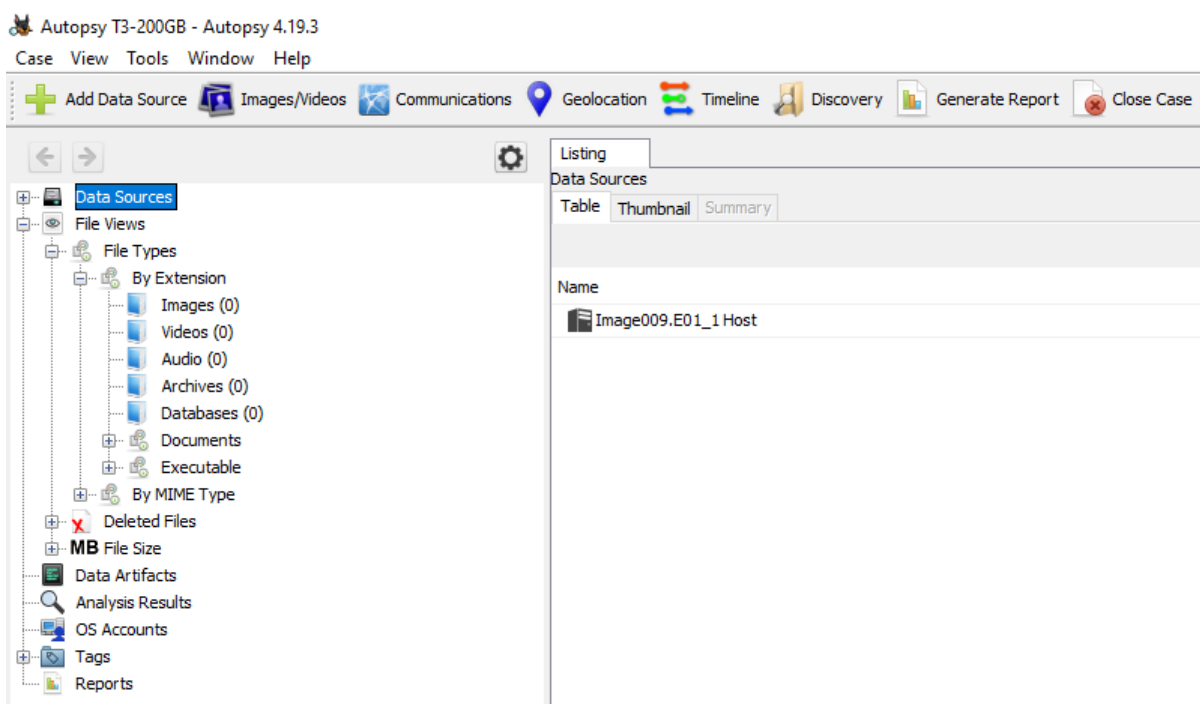 Autopsy T3-200GB - Autopsy 4.19.3
Case View Tools Window Help
Add Data Source Images/Videos Communications Geolocation Timeline Discovery Generate Report Close Case
Data Sources
File Views
File Types
By Extension
Images (0)
Videos (0)
Audio (0)
Archives (0)
Databases (0)
Documents
Executable
By MIME Type
Deleted Files
MB File Size
Data Artifacts
Analysis Results
OS Accounts
Tags
Reports
Listing
Data Sources
Table Thumbnail Summary
Name
Image009.E01_1 Host